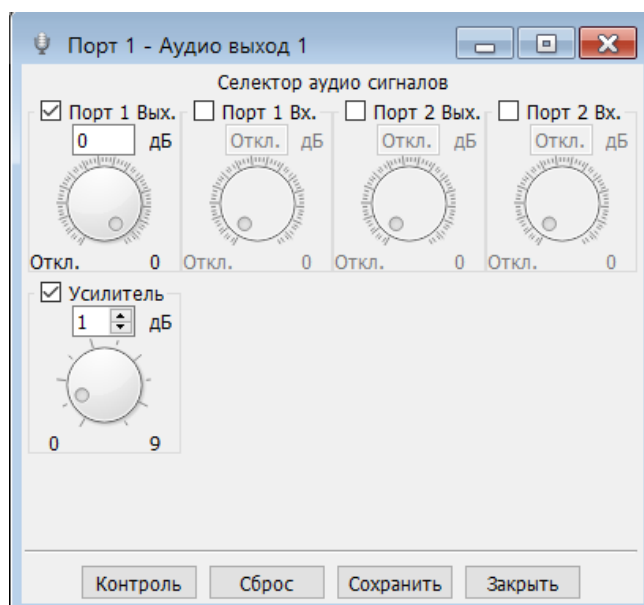 Порт 1 - Аудио выход 1
Селектор аудио сигналов
Порт 1 Вых. Порт 1 Вх. Порт 2 Вых. Порт 2 Вх.
0 дБ Откл. дБ Откл. дБ Откл. дБ
Откл. 0 Откл. 0 Откл. 0 Откл. 0
Усилитель
1 дБ
0 9
Контроль Сброс Сохранить Закрыть